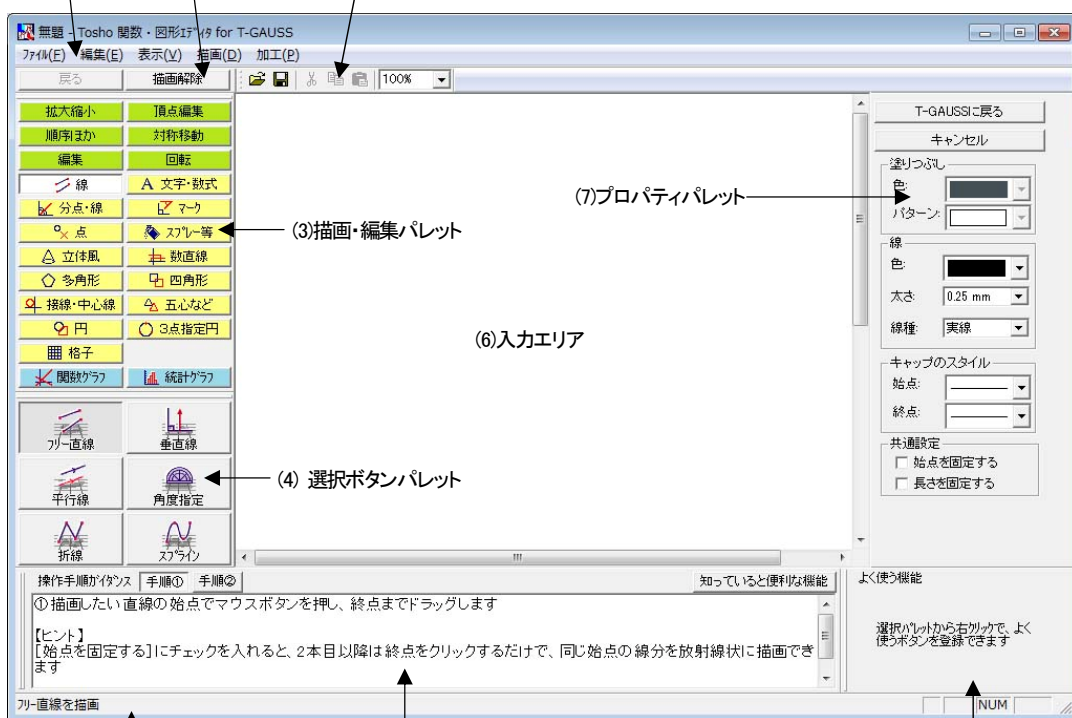 無題 - Tosho 関数・図形ｴﾃﾞｨﾀ for T-GAUSS
ﾌｧｲﾙ(F) 編集(E) 表示(V) 描画(D) 加工(P)
戻る 描画解除 100%
拡大縮小 頂点編集
順序ほか 対称移動
編集 回転
線 A 文字・数式
分点・線 マーク
点 ｽﾌﾟﾚｰ等
立体風 数直線
多角形 四角形
接線・中心線 五心など
円 3点指定円
格子
関数ｸﾞﾗﾌ 統計ｸﾞﾗﾌ
ﾌﾘｰ直線 垂直線
平行線 角度指定
折線 ｽﾌﾟﾗｲﾝ
(3)描画・編集パレット
(4) 選択ボタンパレット
(6)入力エリア
(7)プロパティパレット
T-GAUSSに戻る
キャンセル
塗りつぶし
色:
パターン:
線
色:
太さ: 0.25 mm
線種: 実線
キャップのスタイル
始点:
終点:
共通設定
始点を固定する
長さを固定する
操作手順ｶﾞｲﾀﾞﾝｽ 手順① 手順② 知っていると便利な機能
①描画したい直線の始点でマウスボタンを押し、終点までドラッグします
【ヒント】
[始点を固定する]にチェックを入れると、2本目以降は終点をクリックするだけで、同じ始点の線分を放射線状に描画でき
ます
よく使う機能
選択ﾊﾟﾚｯﾄから右ｸﾘｯｸで、よく
使うボタンを登録できます
ﾌﾘｰ直線を描画 NUM